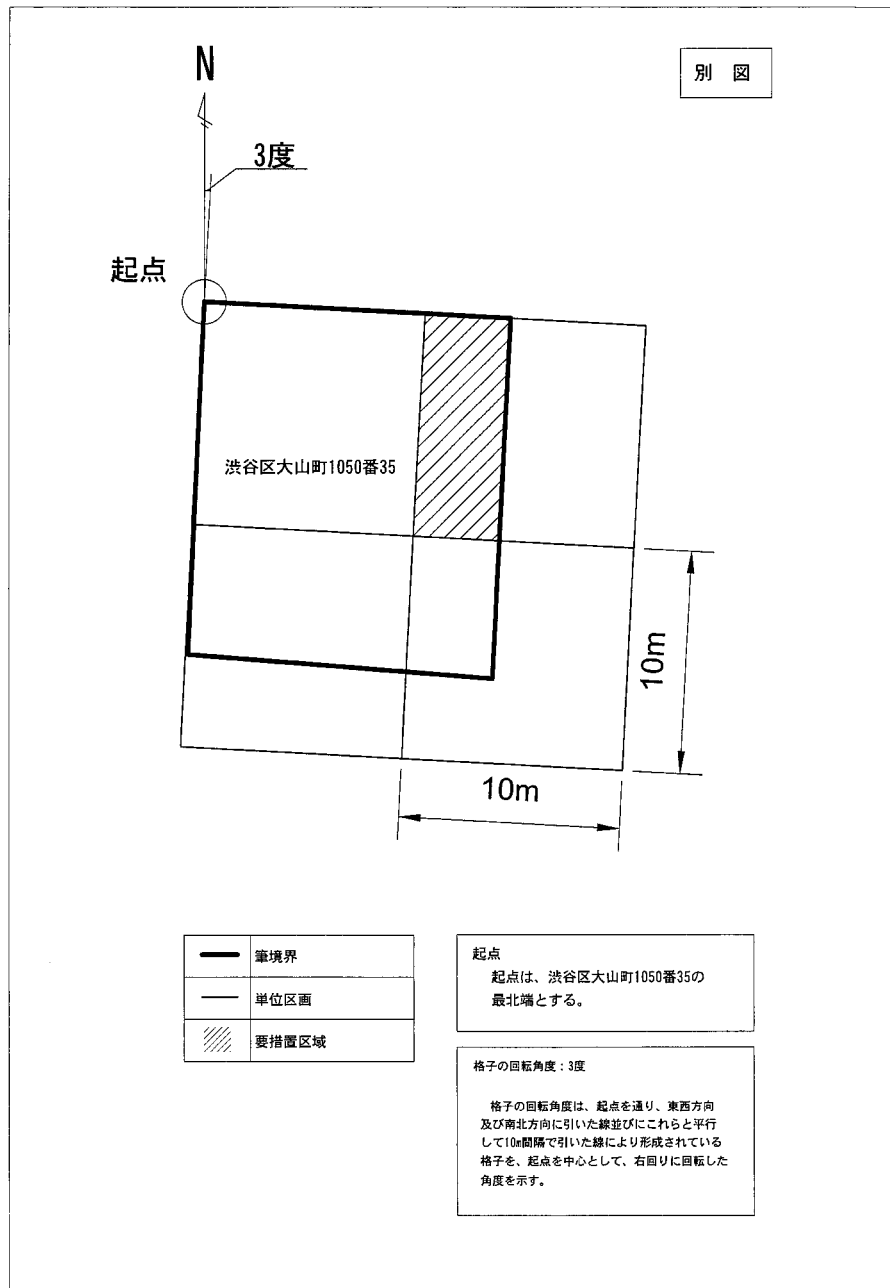 別 図
N
3度
起点
渋谷区大山町1050番35
10m
10m
筆境界
単位区画
要措置区域
起点
起点は、渋谷区大山町1050番35の
最北端とする。
格子の回転角度：3度
格子の回転角度は、起点を通り、東西方向
及び南北方向に引いた線並びにこれらと平行
して10m間隔で引いた線により形成されている
格子を、起点を中心として、右回りに回転した
角度を示す。